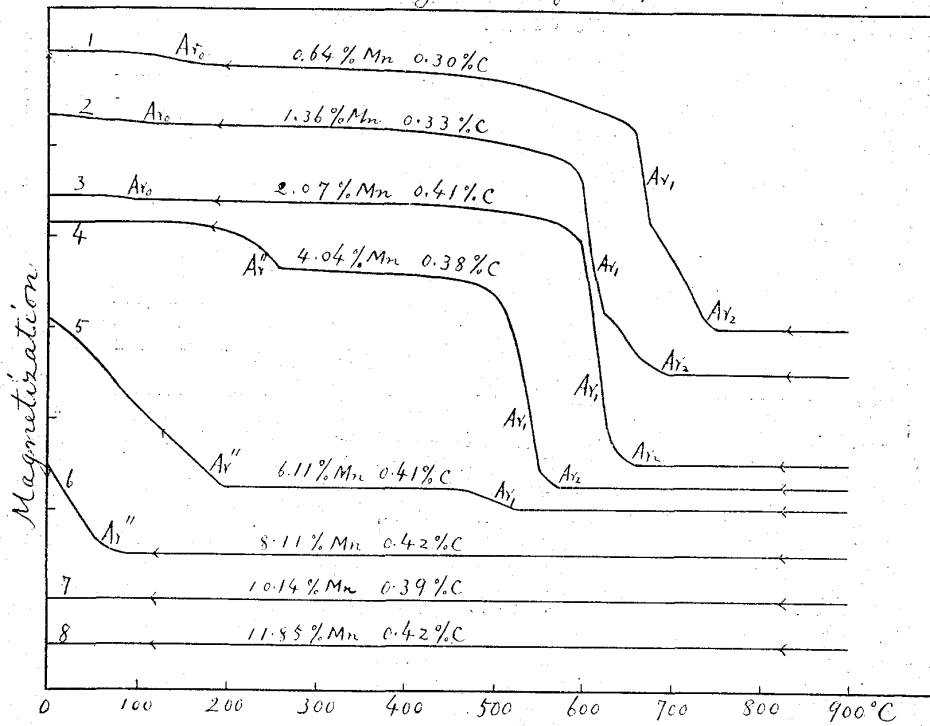 1 Ar₀ 0.64%Mn 0.30%C
2 Ar₀ 1.36%Mn 0.33%C
Ar₁
3 Ar₀ 2.07%Mn 0.41%C
4 Ar" 4.04%Mn 0.38%C
Ar₁
Ar₂
5
Ar₂
Ar₁
Ar₁
Magnetization
Ar" 6.11%Mn 0.41%C
Ar₂
Ar₂
Ar₁
6
Ar" 8.11%Mn 0.42%C
7 10.14%Mn 0.39%C
8 11.85%Mn 0.42%C
0 100 200 300 400 500 600 700 800 900°C